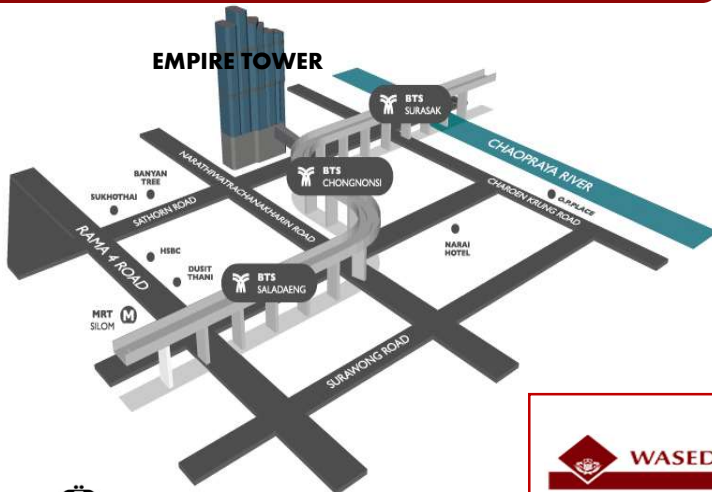 EMPIRE TOWER
BTS
SURASAK
CHAOPRAYA RIVER
BANYAN
TREE
NARATHIWATRACHANAKHARIN ROAD
BTS
CHONGNONSI
CHAROEN KRUNG ROAD
O.P.PLACE
SUKHOTHAI
SATHORN ROAD
RAMA 4 ROAD
HSBC
NARAI
HOTEL
DUSIT
THANI
BTS
SALADAENG
MRT M
SILOM
SURAWONG ROAD
WASED